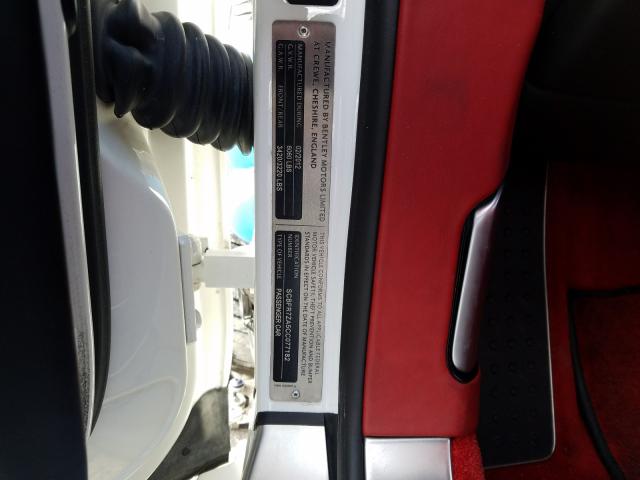 MANUFACTURED BY BENTLEY MOTORS LIMITED
AT CREWE, CHESHIRE, ENGLAND
MANUFACTURED DURING 02/2012
G.V.W.R. 6060 LBS
G.A.W.R. FRONT/REAR 3420/3220 LBS
THIS VEHICLE CONFORMS TO ALL APPLICABLE FEDERAL
MOTOR VEHICLE SAFETY, THEFT PREVENTION AND BUMPER
STANDARDS IN EFFECT ON THE DATE OF MANUFACTURE
IDENTIFICATION
NUMBER SCBFR7ZA5CC077182
TYPE OF VEHICLE PASSENGER CAR